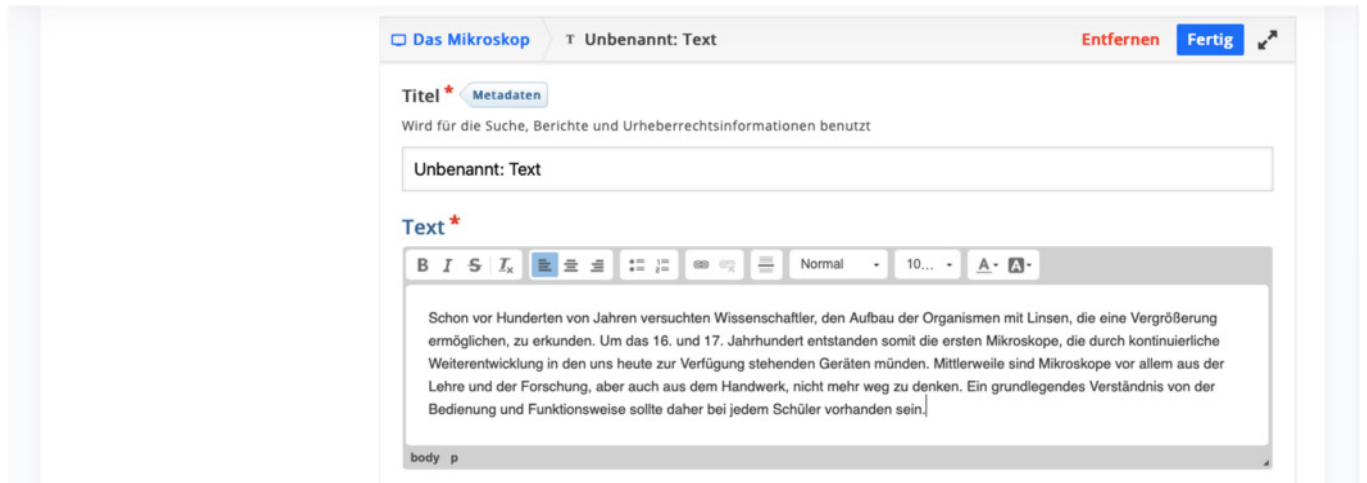 Das Mikroskop T Unbenannt: Text Entfernen Fertig
Titel * Metadaten
Wird für die Suche, Berichte und Urheberrechtsinformationen benutzt
Unbenannt: Text
Text *
B I S Ix Normal 10... A A
Schon vor Hunderten von Jahren versuchten Wissenschaftler, den Aufbau der Organismen mit Linsen, die eine Vergrößerung
ermöglichen, zu erkunden. Um das 16. und 17. Jahrhundert entstanden somit die ersten Mikroskope, die durch kontinuierliche
Weiterentwicklung in den uns heute zur Verfügung stehenden Geräten münden. Mittlerweile sind Mikroskope vor allem aus der
Lehre und der Forschung, aber auch aus dem Handwerk, nicht mehr weg zu denken. Ein grundlegendes Verständnis von der
Bedienung und Funktionsweise sollte daher bei jedem Schüler vorhanden sein.
body p